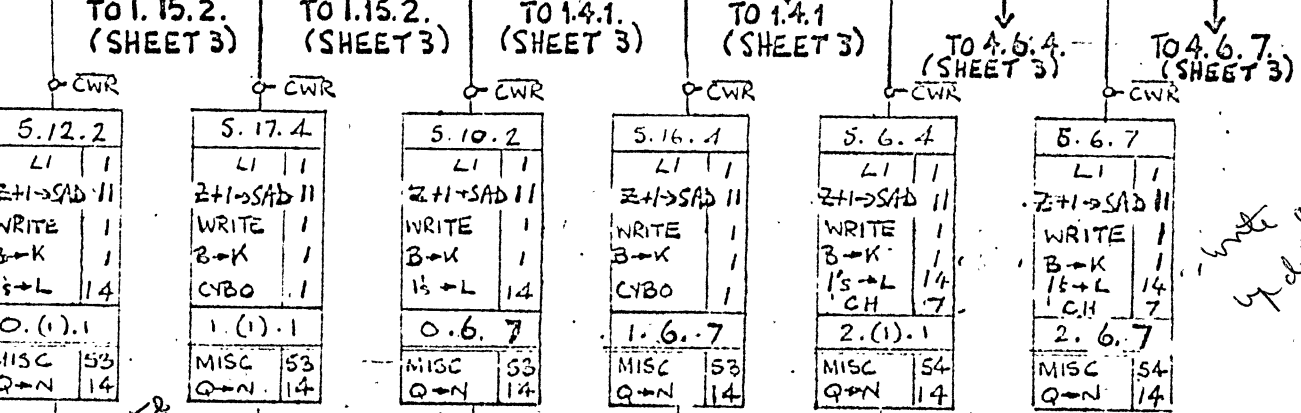 TO 1.15.2.
(SHEET 3)
TO 1.15.2.
(SHEET 3)
TO 1.4.1.
(SHEET 3)
TO 1.4.1
(SHEET 3)
TO 4.6.4.
(SHEET 3)
TO 4.6.7.
(SHEET 3)
CWR
CWR
CWR
CWR
CWR
CWR
5.12.2
LI 1
Z+1→SAD 11
WRITE 1
B→K 1
1's→L 14
0.(1).1
MISC 53
Q→N 14
5.17.4
LI 1
Z+1→SAD 11
WRITE 1
B→K 1
CYBO 1
1.(1).1
MISC 53
Q→N 14
5.10.2
LI 1
Z+1→SAD 11
WRITE 1
B→K 1
1's→L 14
0.6.7
MISC 53
Q→N 14
5.16.4
LI 1
Z+1→SAD 11
WRITE 1
B→K 1
CYBO 1
1.6.7
MISC 53
Q→N 14
5.6.4
LI 1
Z+1→SAD 11
WRITE 1
B→K 1
1's→L 14
CH 7
2.(1).1
MISC 54
Q→N 14
5.6.7
LI 1
Z+1→SAD 11
WRITE 1
B→K 1
1's→L 14
CH 7
2.6.7
MISC 54
Q→N 14
write